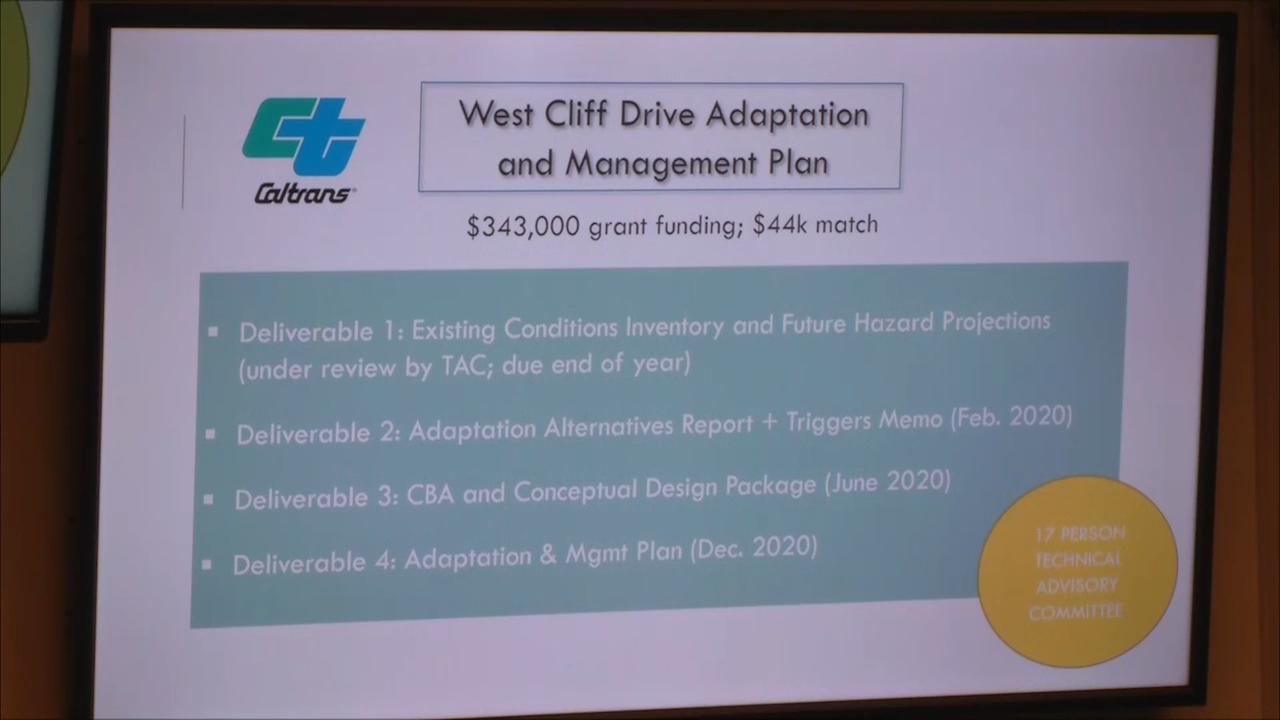 Caltrans®
West Cliff Drive Adaptation
and Management Plan
$343,000 grant funding; $44k match
▪ Deliverable 1: Existing Conditions Inventory and Future Hazard Projections
(under review by TAC; due end of year)
▪ Deliverable 2: Adaptation Alternatives Report + Triggers Memo (Feb. 2020)
▪ Deliverable 3: CBA and Conceptual Design Package (June 2020)
▪ Deliverable 4: Adaptation & Mgmt Plan (Dec. 2020)
17 PERSON
TECHNICAL
ADVISORY
COMMITTEE